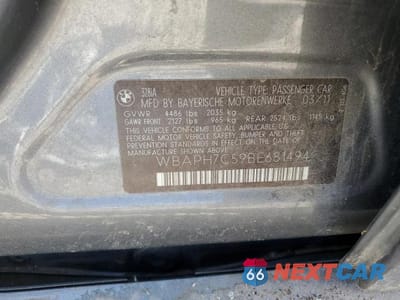 328iA VEHICLE TYPE: PASSENGER CAR
MFD BY BAYERISCHE MOTORENWERKE 03/11
GVWR 4486 lbs 2035 kg
GAWR FRONT 2127 lbs 965 kg REAR 2524 lbs 1145 kg
THIS VEHICLE CONFORMS TO ALL APPLICABLE U.S.
FEDERAL MOTOR VEHICLE SAFETY, BUMPER AND THEFT
PREVENTION STANDARDS IN EFFECT ON THE DATE OF
MANUFACTURE SHOWN ABOVE.
WBAPH7C59BE681494
66 NEXTCAR